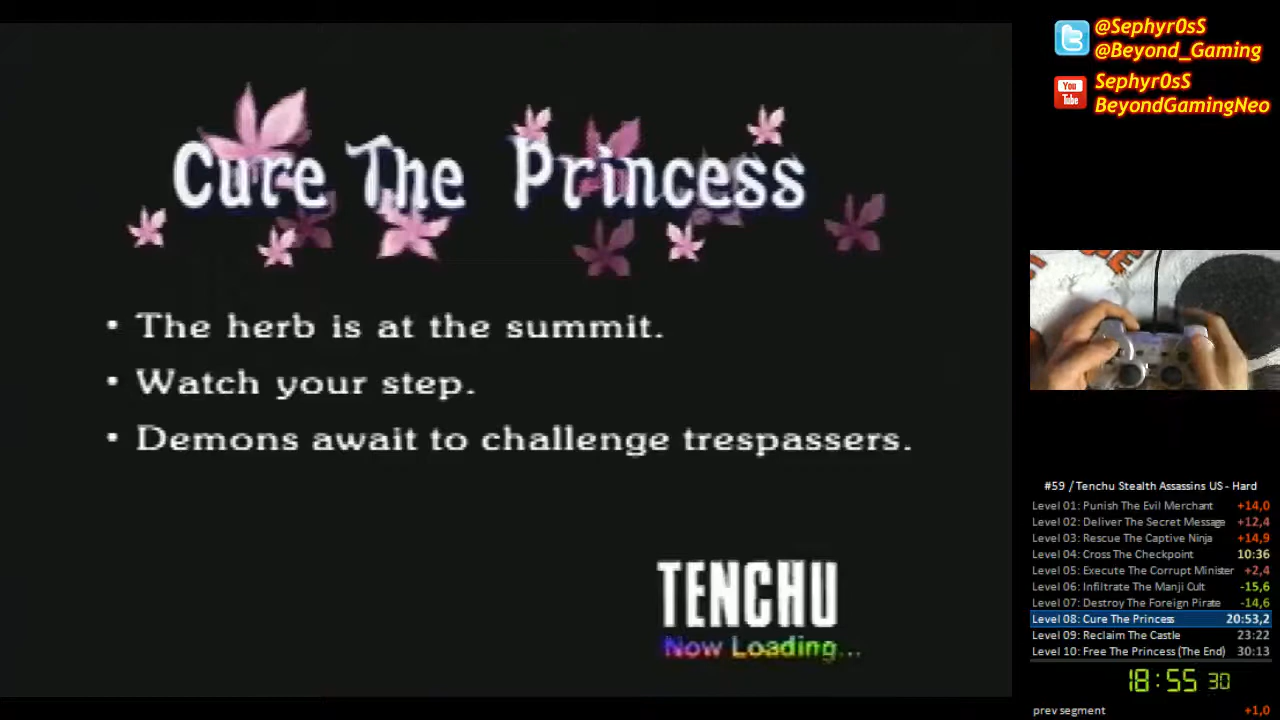 @Sephyr0sS
@Beyond_Gaming
You
Tube
Sephyr0sS
BeyondGamingNeo
Cure The Princess
• The herb is at the summit.
• Watch your step.
• Demons await to challenge trespassers.
TENCHU
Now Loading...
#59 / Tenchu Stealth Assassins US - Hard
Level 01: Punish The Evil Merchant +14,0
Level 02: Deliver The Secret Message +12,4
Level 03: Rescue The Captive Ninja +14,9
Level 04: Cross The Checkpoint 10:36
Level 05: Execute The Corrupt Minister +2,4
Level 06: Infiltrate The Manji Cult -15,6
Level 07: Destroy The Foreign Pirate -14,6
Level 08: Cure The Princess 20:53,2
Level 09: Reclaim The Castle 23:22
Level 10: Free The Princess (The End) 30:13
18:55 30
prev segment +1,0